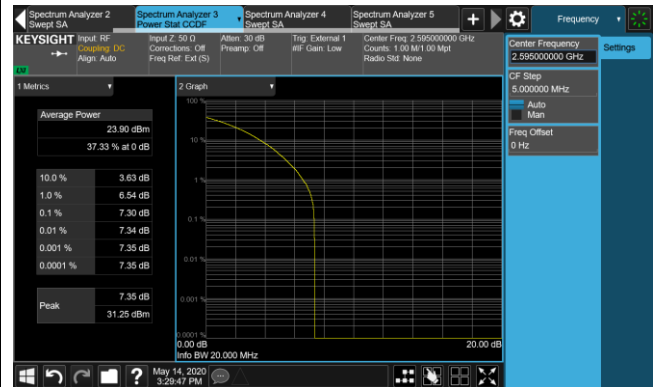 Spectrum Analyzer 2
Swept SA
Spectrum Analyzer 3
Power Stat CCDF
Spectrum Analyzer 4
Swept SA
Spectrum Analyzer 5
Swept SA
+
Frequency
KEYSIGHT
Input: RF
Coupling: DC
Align: Auto
Input Z: 50 Ω
Corrections: Off
Freq Ref: Ext (S)
Atten: 30 dB
Preamp: Off
Trig: External 1
#IF Gain: Low
Center Freq: 2.595000000 GHz
Counts: 1.00 M/1.00 Mpt
Radio Std: None
Center Frequency
2.595000000 GHz
Settings
CF Step
5.000000 MHz
Auto
Man
Freq Offset
0 Hz
1 Metrics
2 Graph
Average Power
23.90 dBm
37.33 % at 0 dB
10.0 % 3.63 dB
1.0 % 6.54 dB
0.1 % 7.30 dB
0.01 % 7.34 dB
0.001 % 7.35 dB
0.0001 % 7.35 dB
Peak
7.35 dB
31.25 dBm
100 %
10 %
1 %
0.1 %
0.01 %
0.001 %
0.0001 %
0.00 dB
20.00 dB
Info BW 20.000 MHz
?
May 14, 2020
3:29:47 PM